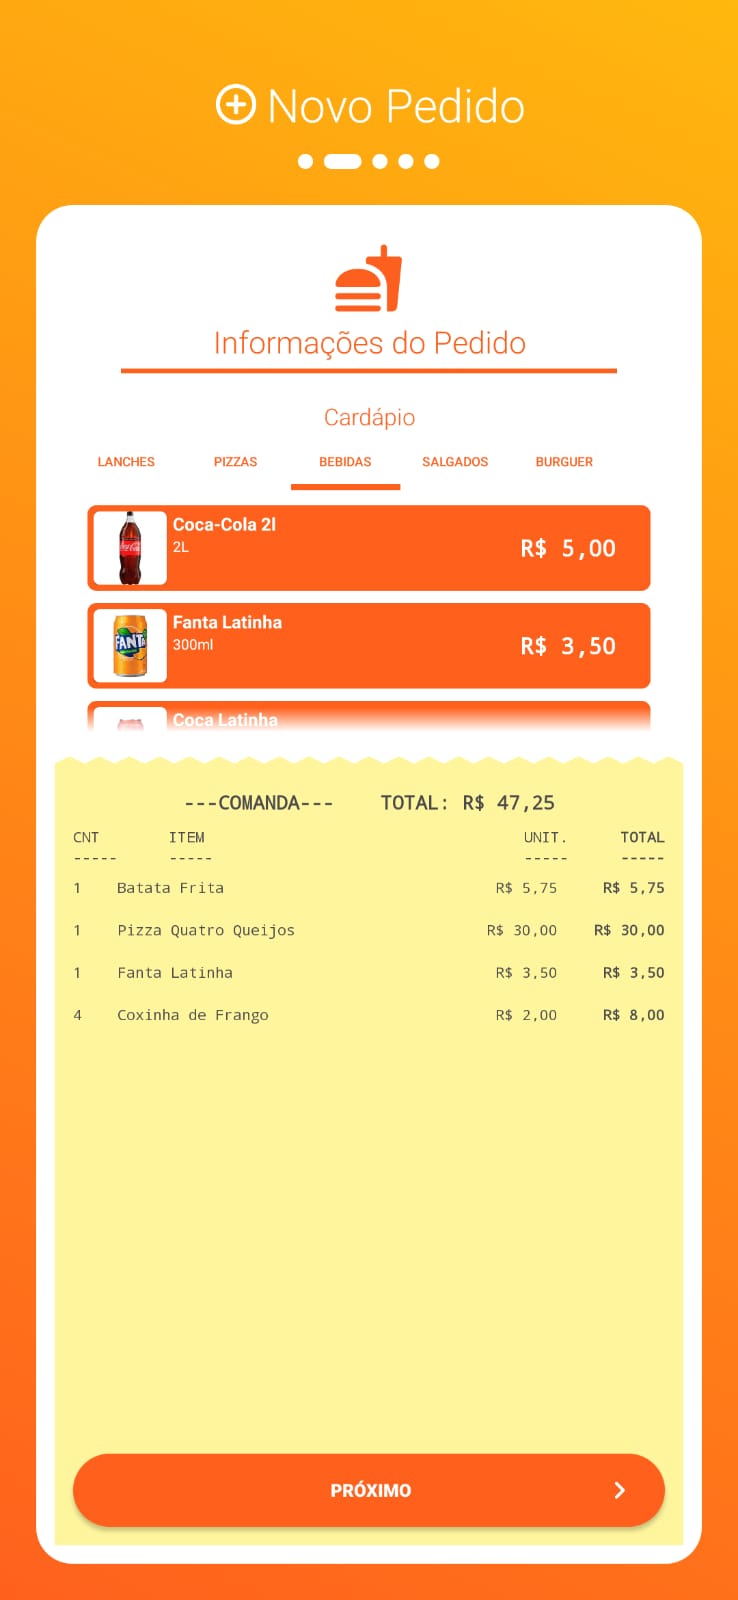 Novo Pedido
Informações do Pedido
Cardápio
LANCHES PIZZAS BEBIDAS SALGADOS BURGUER
Coca-Cola 2l
2L
R$ 5,00
Fanta Latinha
300ml
R$ 3,50
FANTA
Coca Latinha
---COMANDA--- TOTAL: R$ 47,25
CNT ITEM UNIT. TOTAL
----- ----- ----- -----
1 Batata Frita R$ 5,75 R$ 5,75
1 Pizza Quatro Queijos R$ 30,00 R$ 30,00
1 Fanta Latinha R$ 3,50 R$ 3,50
4 Coxinha de Frango R$ 2,00 R$ 8,00
PRÓXIMO